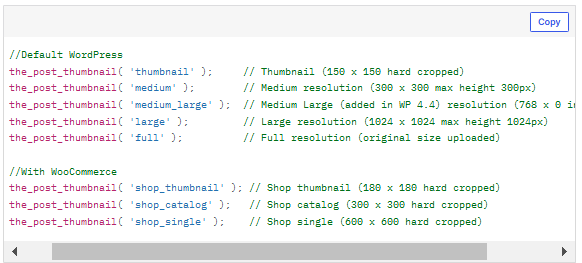 Copy
//Default WordPress
the_post_thumbnail( 'thumbnail' );     // Thumbnail (150 x 150 hard cropped)
the_post_thumbnail( 'medium' );        // Medium resolution (300 x 300 max height 300px)
the_post_thumbnail( 'medium_large' );  // Medium Large (added in WP 4.4) resolution (768 x 0 i
the_post_thumbnail( 'large' );         // Large resolution (1024 x 1024 max height 1024px)
the_post_thumbnail( 'full' );          // Full resolution (original size uploaded)
//With WooCommerce
the_post_thumbnail( 'shop_thumbnail' ); // Shop thumbnail (180 x 180 hard cropped)
the_post_thumbnail( 'shop_catalog' );  // Shop catalog (300 x 300 hard cropped)
the_post_thumbnail( 'shop_single' );   // Shop single (600 x 600 hard cropped)